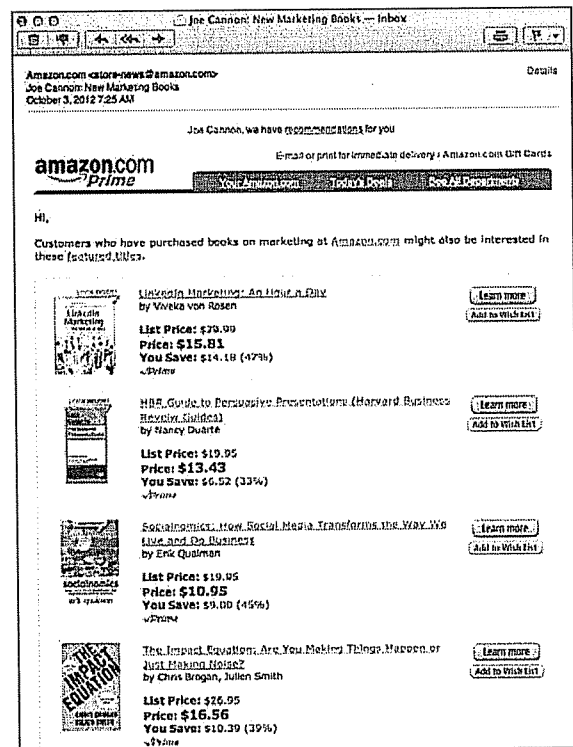 Joe Cannon: New Marketing Books — Inbox
Amazon.com <store-news@amazon.com>
Details
Joe Cannon: New Marketing Books
October 3, 2012 7:25 AM
Joe Cannon, we have recommendations for you
amazon.com
Prime
E-mail or print for immediate delivery: Amazon.com Gift Cards
Your Amazon.com
Today's Deals
See All Departments
Hi,
Customers who have purchased books on marketing at Amazon.com might also be interested in
these featured titles.
LinkedIn
Marketing
LinkedIn Marketing: An Hour a Day
by Viveka von Rosen
List Price: $29.99
Price: $15.81
You Save: $14.18 (47%)
Prime
Learn more
Add to Wish List
HBR Guide to Persuasive Presentations (Harvard Business
Review Guides)
by Nancy Duarte
List Price: $19.95
Price: $13.43
You Save: $6.52 (33%)
Prime
Learn more
Add to Wish List
socialnomics
Socialnomics: How Social Media Transforms the Way We
Live and Do Business
by Erik Qualman
List Price: $19.95
Price: $10.95
You Save: $9.00 (45%)
Prime
Learn more
Add to Wish List
THE
IMPACT
EQUATION
The Impact Equation: Are You Making Things Happen or
Just Making Noise?
by Chris Brogan, Julien Smith
List Price: $26.95
Price: $16.56
You Save: $10.39 (39%)
Prime
Learn more
Add to Wish List